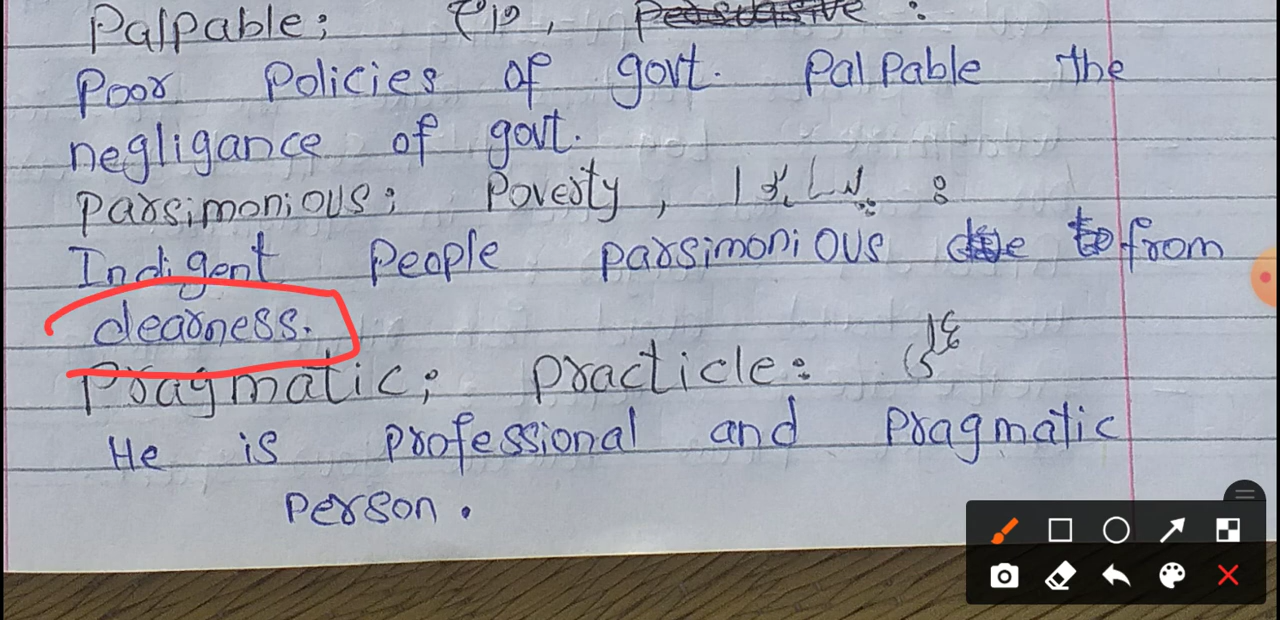 Palpable:
Poor Policies of govt. Palpable the
negligance of govt.
Parsimonious: Poverty,
Indigent People parsimonious from
dearness.
Pragmatic: Practicle:
He is professional and pragmatic
person.